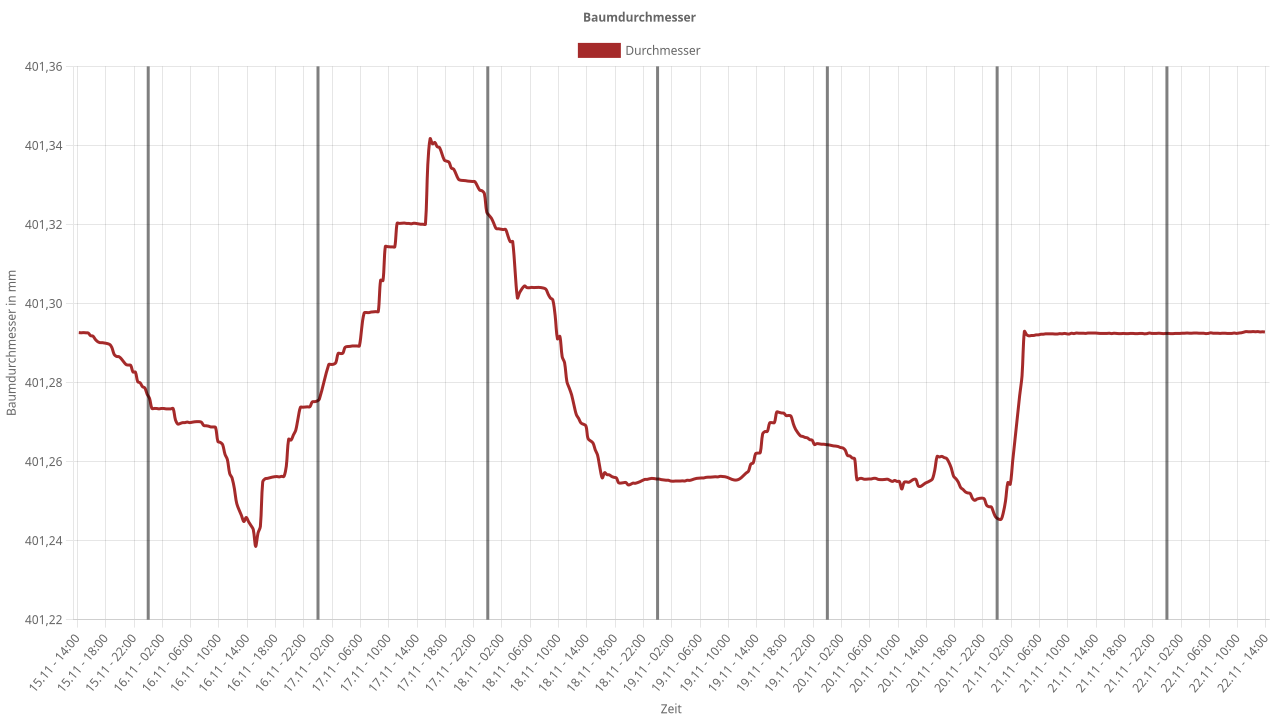 Baumdurchmesser
Durchmesser
401,36
401,34
401,32
401,30
401,28
401,26
401,24
401,22
Baumdurchmesser in mm
15.11 - 14:00
15.11 - 18:00
15.11 - 22:00
16.11 - 02:00
16.11 - 06:00
16.11 - 10:00
16.11 - 14:00
16.11 - 18:00
16.11 - 22:00
17.11 - 02:00
17.11 - 06:00
17.11 - 10:00
17.11 - 14:00
17.11 - 18:00
17.11 - 22:00
18.11 - 02:00
18.11 - 06:00
18.11 - 10:00
18.11 - 14:00
18.11 - 18:00
18.11 - 22:00
19.11 - 02:00
19.11 - 06:00
19.11 - 10:00
19.11 - 14:00
19.11 - 18:00
19.11 - 22:00
20.11 - 02:00
20.11 - 06:00
20.11 - 10:00
20.11 - 14:00
20.11 - 18:00
20.11 - 22:00
21.11 - 02:00
21.11 - 06:00
21.11 - 10:00
21.11 - 14:00
21.11 - 18:00
21.11 - 22:00
22.11 - 02:00
22.11 - 06:00
22.11 - 10:00
22.11 - 14:00
Zeit